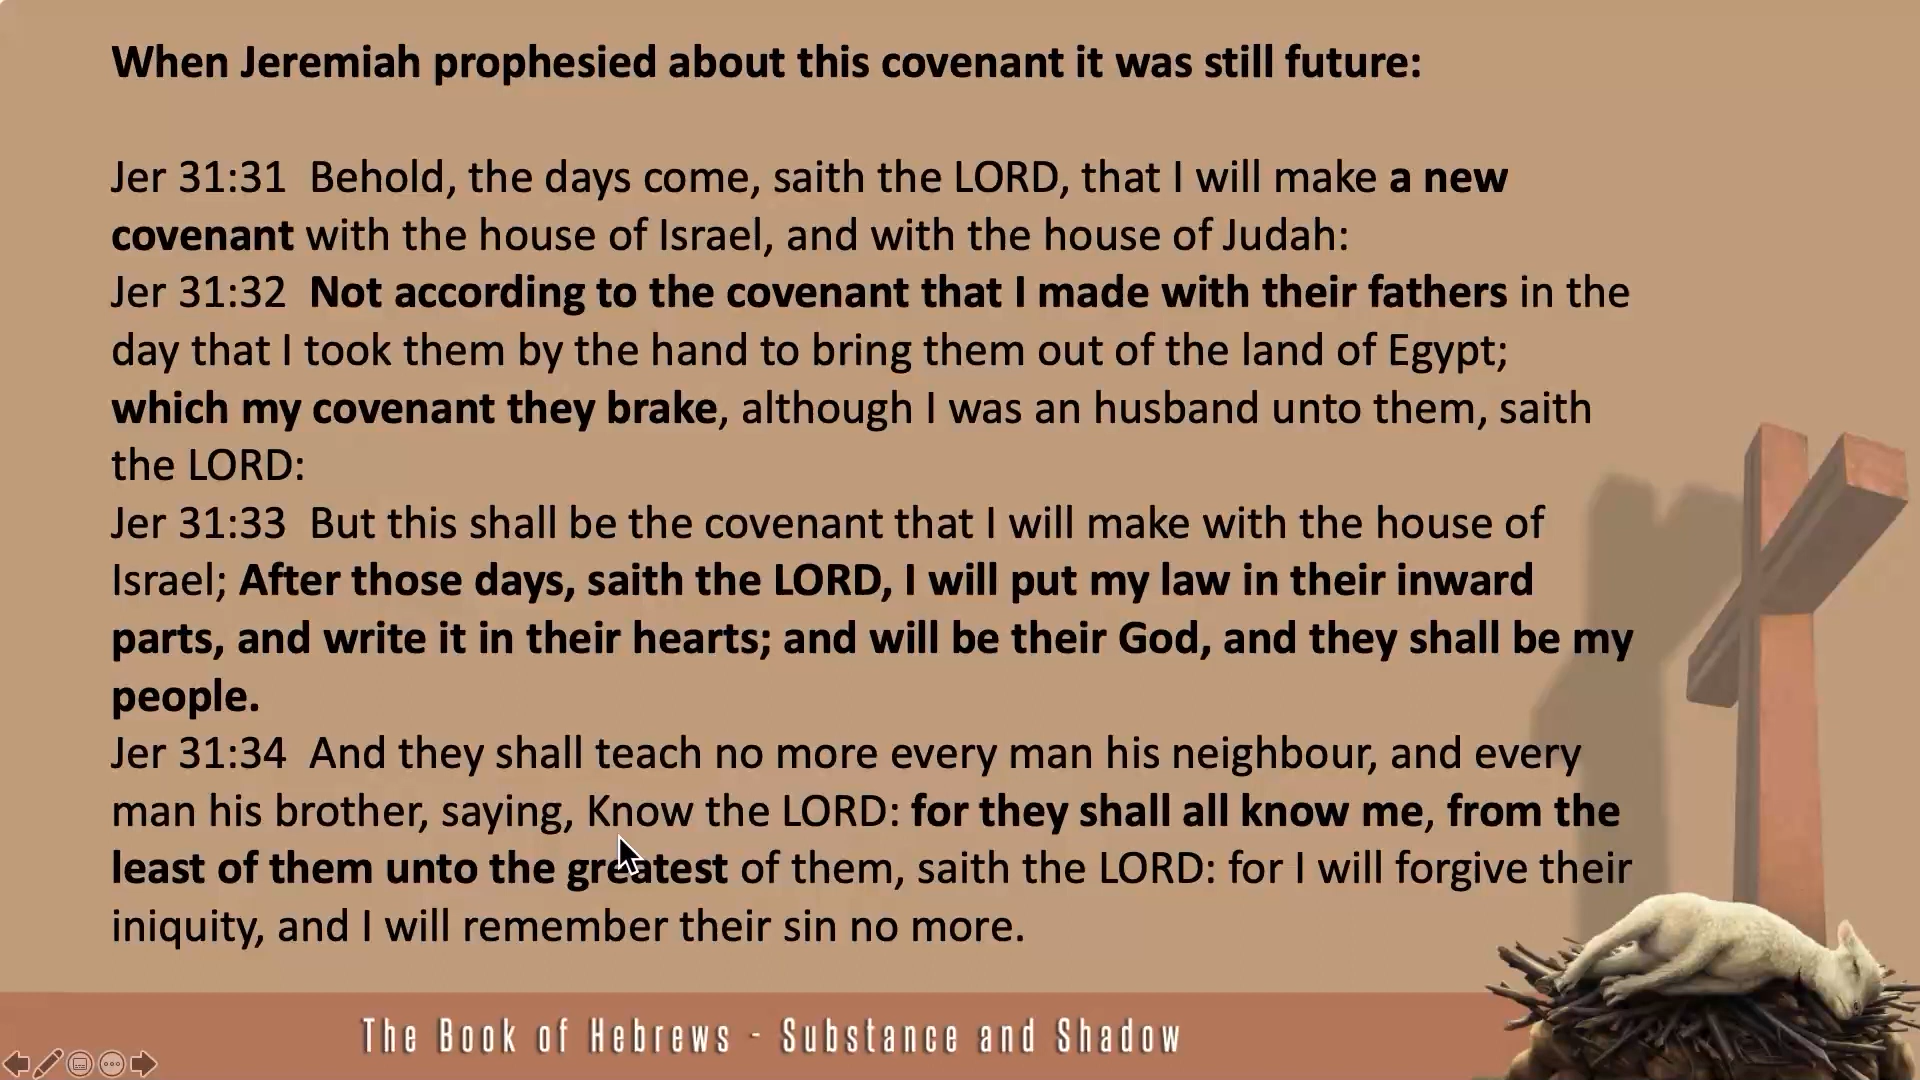 When Jeremiah prophesied about this covenant it was still future:
Jer 31:31  Behold, the days come, saith the LORD, that I will make a new
covenant with the house of Israel, and with the house of Judah:
Jer 31:32  Not according to the covenant that I made with their fathers in the
day that I took them by the hand to bring them out of the land of Egypt;
which my covenant they brake, although I was an husband unto them, saith
the LORD:
Jer 31:33  But this shall be the covenant that I will make with the house of
Israel; After those days, saith the LORD, I will put my law in their inward
parts, and write it in their hearts; and will be their God, and they shall be my
people.
Jer 31:34  And they shall teach no more every man his neighbour, and every
man his brother, saying, Know the LORD: for they shall all know me, from the
least of them unto the greatest of them, saith the LORD: for I will forgive their
iniquity, and I will remember their sin no more.
The Book of Hebrews - Substance and Shadow